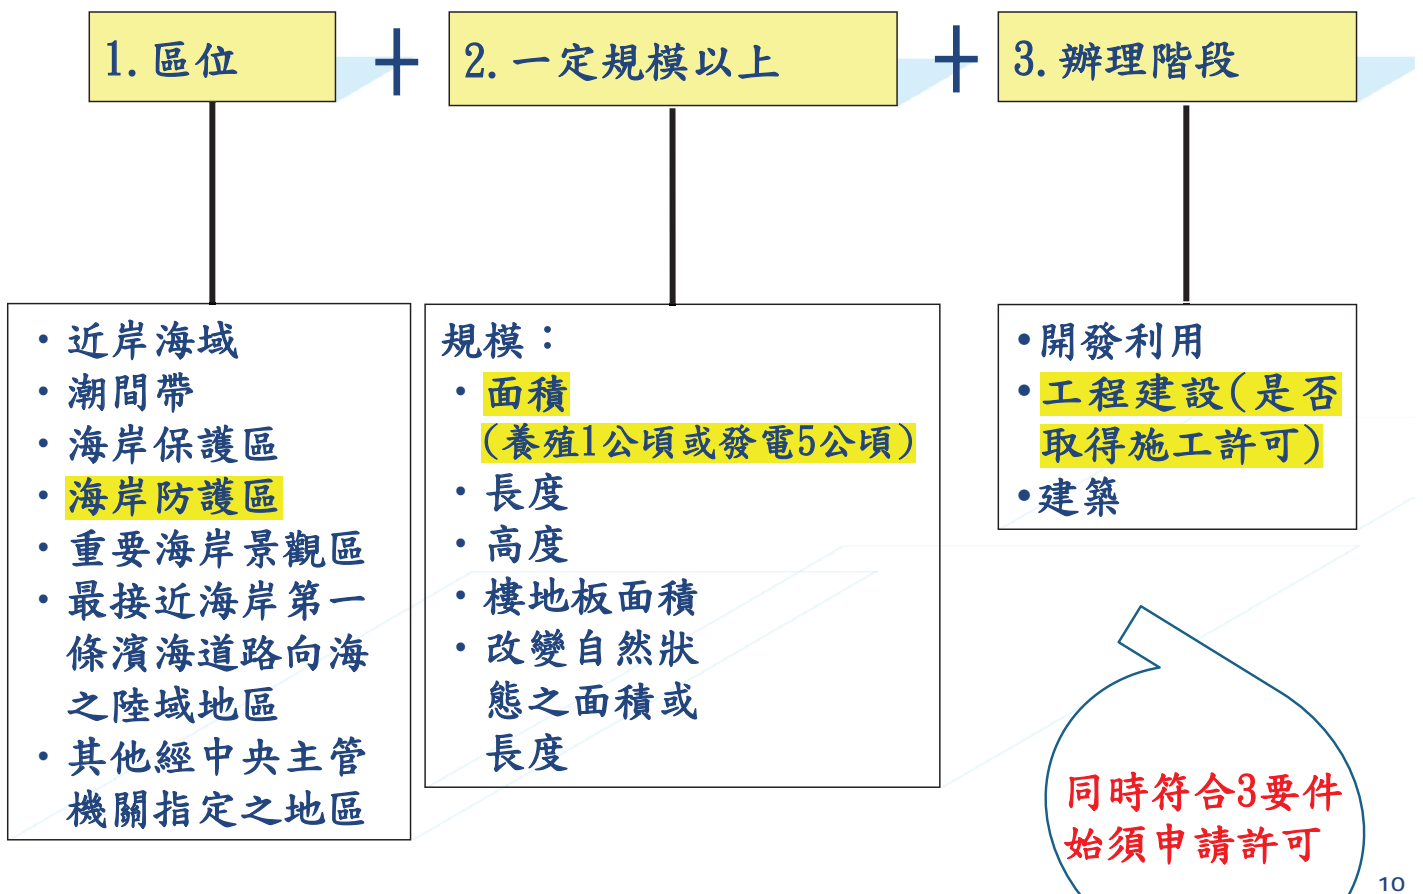 1.區位
+
2.一定規模以上
+
3.辦理階段
・近岸海域
・潮間帶
・海岸保護區
・海岸防護區
・重要海岸景觀區
・最接近海岸第一
條濱海道路向海
之陸域地區
・其他經中央主管
機關指定之地區
規模：
・面積
(養殖1公頃或發電5公頃)
・長度
・高度
・樓地板面積
・改變自然狀
態之面積或
長度
•開發利用
•工程建設(是否
取得施工許可)
•建築
同時符合3要件
始須申請許可
10